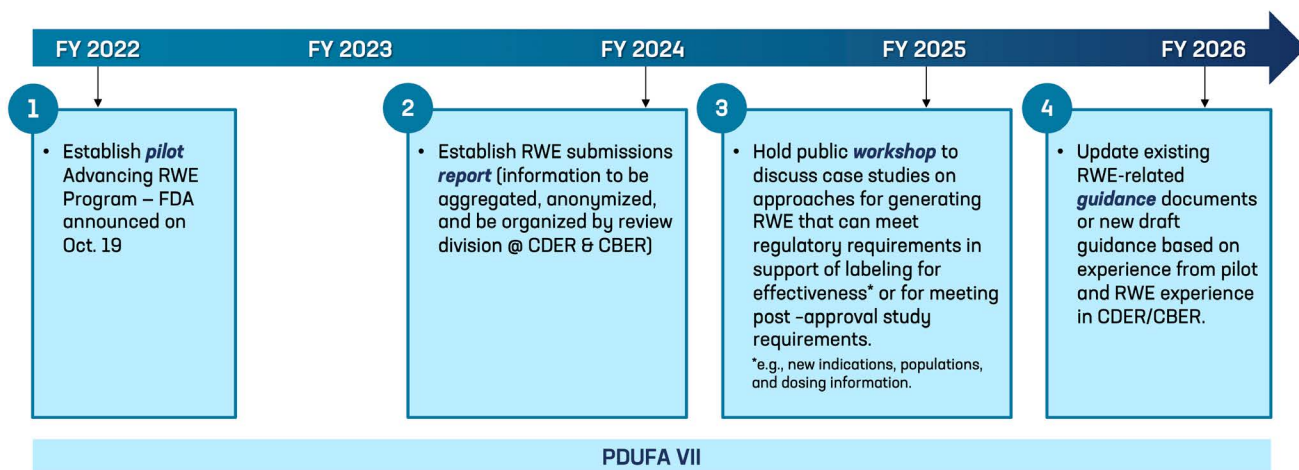 FY 2022 FY 2023 FY 2024 FY 2025 FY 2026
1
• Establish pilot
Advancing RWE
Program – FDA
announced on
Oct. 19
2
• Establish RWE submissions
report (information to be
aggregated, anonymized,
and be organized by review
division @ CDER & CBER)
3
• Hold public workshop to
discuss case studies on
approaches for generating
RWE that can meet
regulatory requirements in
support of labeling for
effectiveness* or for meeting
post –approval study
requirements.
*e.g., new indications, populations,
and dosing information.
4
• Update existing
RWE-related
guidance documents
or new draft
guidance based on
experience from pilot
and RWE experience
in CDER/CBER.
PDUFA VII